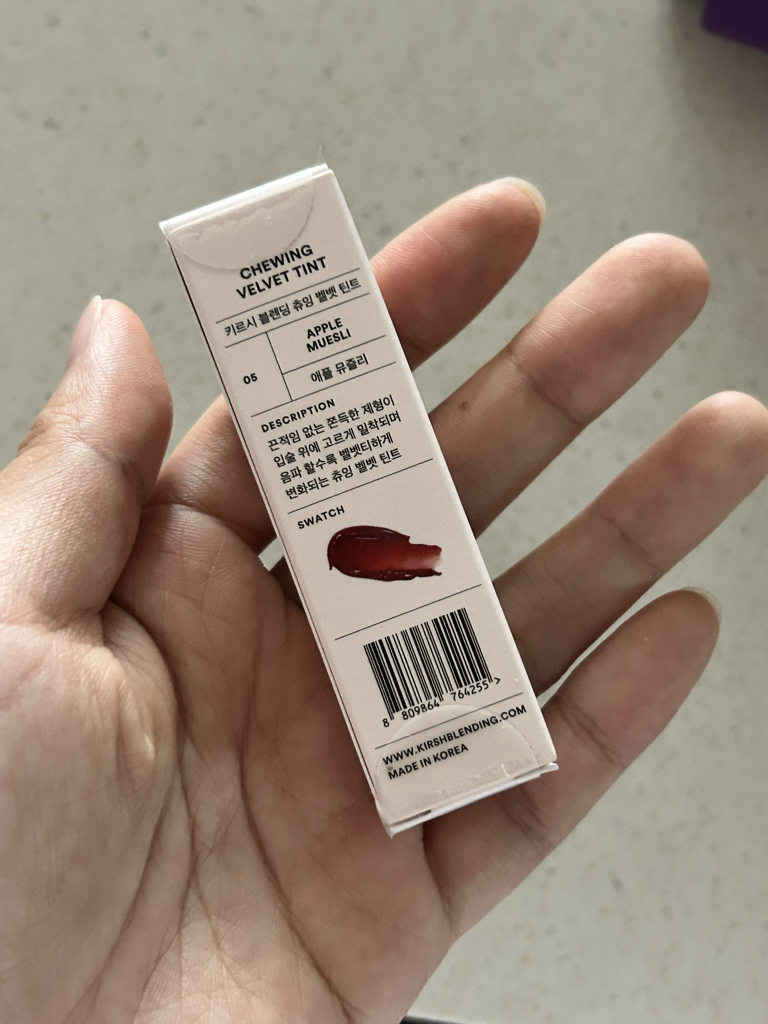 CHEWING
VELVET TINT
키르시 블렌딩 츄잉 벨벳 틴트
05
APPLE
MUESLI
애플 뮤즐리
DESCRIPTION
끈적임 없는 쫀득한 제형이
입술 위에 고르게 밀착되며
음파 할수록 벨벳티하게
변화되는 츄잉 벨벳 틴트
SWATCH
8 809864 764255 >
WWW.KIRSHBLENDING.COM
MADE IN KOREA